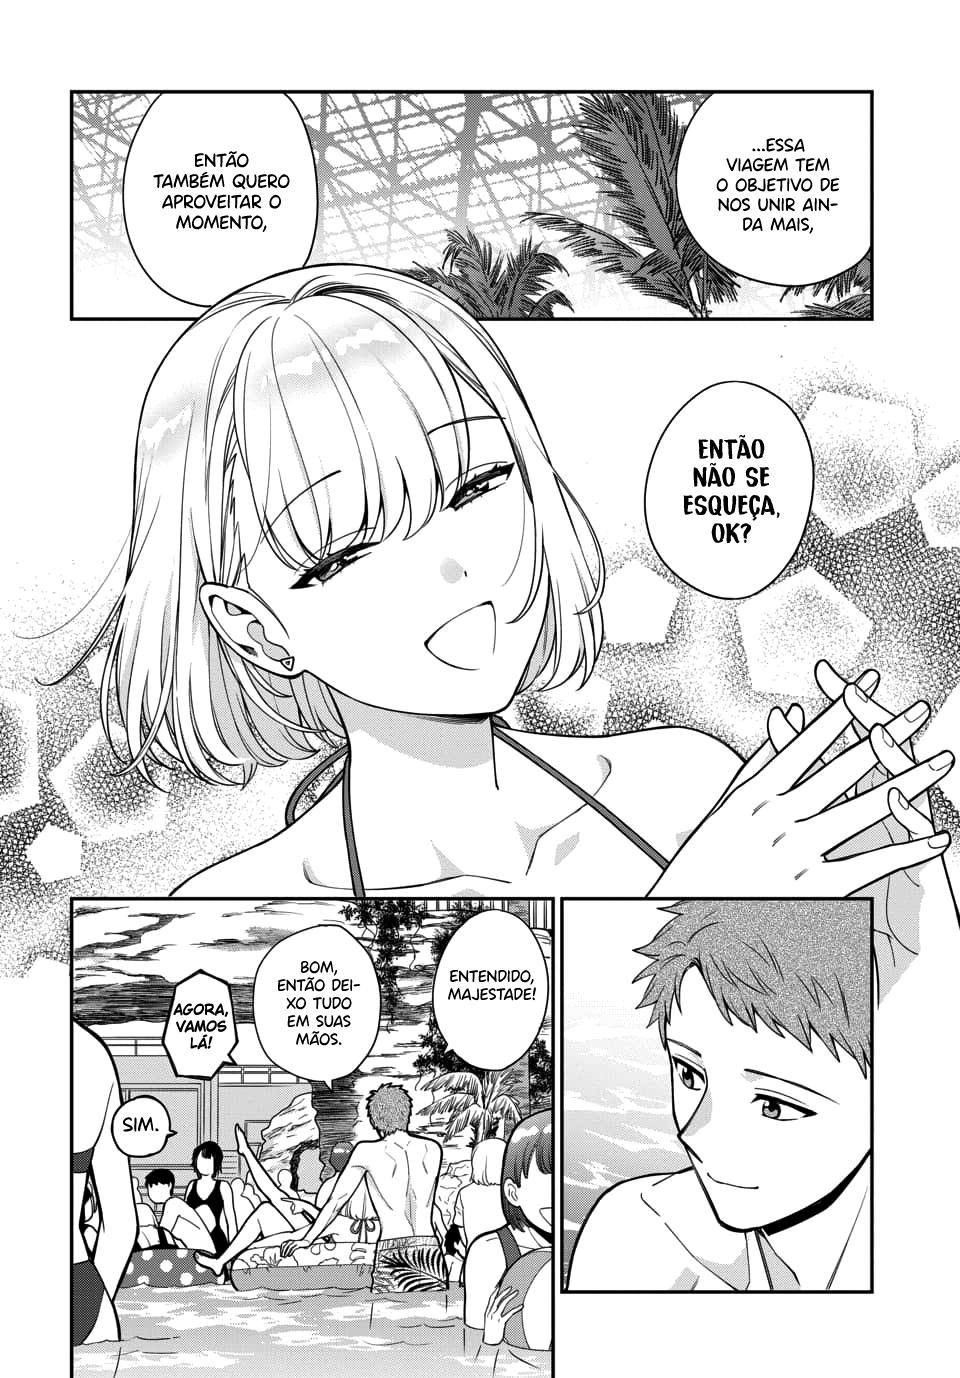 ...ESSA
VIAGEM TEM
O OBJETIVO DE
NOS UNIR AIN-
DA MAIS,
ENTÃO
TAMBÉM QUERO
APROVEITAR O
MOMENTO,
ENTÃO
NÃO SE
ESQUEÇA,
OK?
ENTENDIDO,
MAJESTADE!
BOM,
ENTÃO DEI-
XO TUDO
EM SUAS
MÃOS.
AGORA,
VAMOS
LÁ!
SIM.